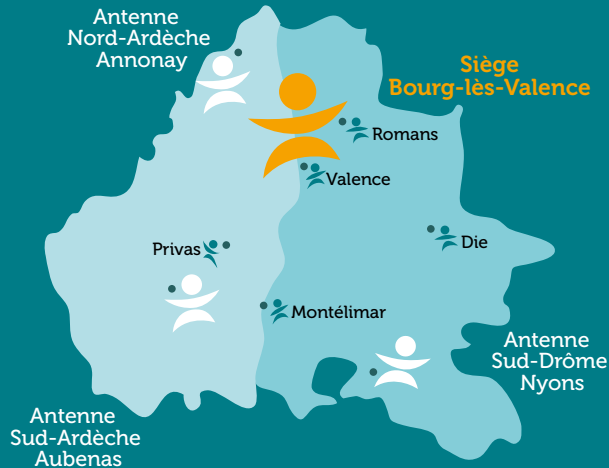 Antenne
Nord-Ardèche
Annonay
Siège
Bourg-lès-Valence
Romans
Valence
Privas
Die
Montélimar
Antenne
Sud-Drôme
Nyons
Antenne
Sud-Ardèche
Aubenas